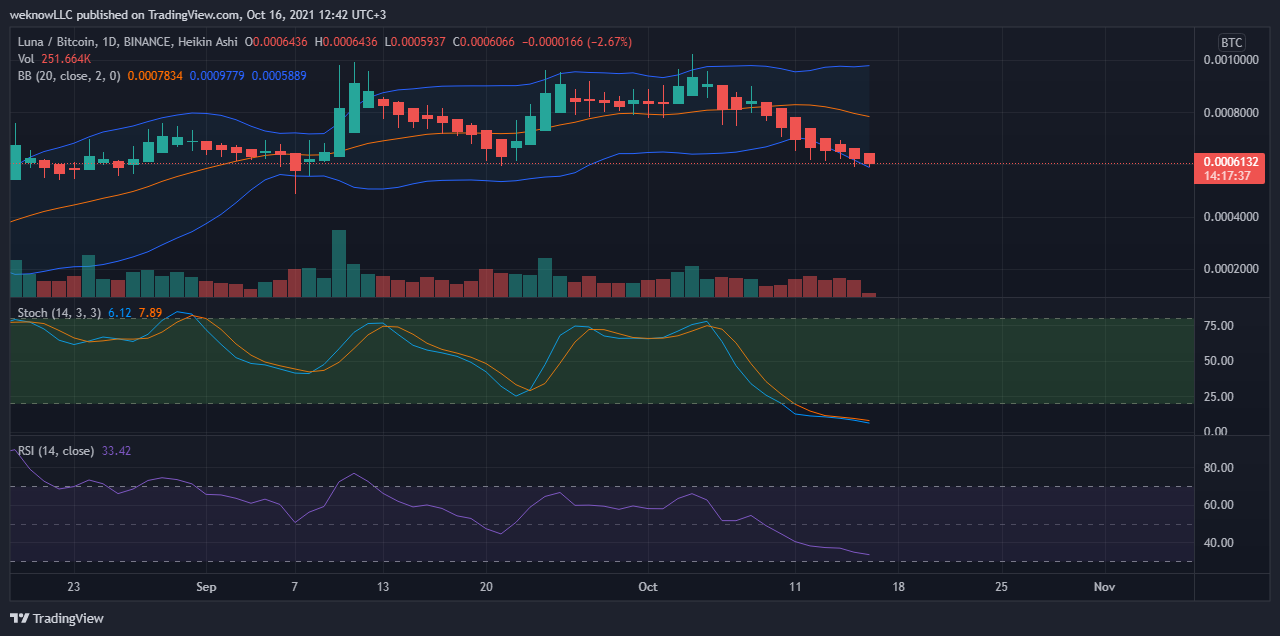 weknowLLC published on TradingView.com, Oct 16, 2021 12:42 UTC+3
Luna / Bitcoin, 1D, BINANCE, Heikin Ashi O0.0006436 H0.0006436 L0.0005937 C0.0006066 −0.0000166 (−2.67%)
Vol 251.664K
BB (20, close, 2, 0) 0.0007834 0.0009779 0.0005889
BTC
0.0010000
0.0008000
0.0006132
14:17:37
0.0004000
0.0002000
Stoch (14, 3, 3) 6.12 7.89
75.00
50.00
25.00
0.00
RSI (14, close) 33.42
80.00
60.00
40.00
23 Sep 7 13 20 Oct 11 18 25 Nov
TradingView